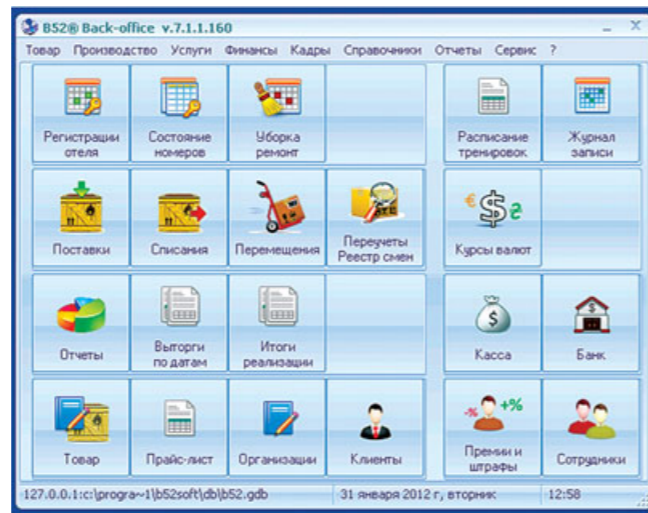 B52® Back-office v.7.1.1.160
Товар Производство Услуги Финансы Кадры Справочники Отчеты Сервис ?
Регистрации
отеля
Состояние
номеров
Уборка
ремонт
Расписание
тренировок
Журнал
записи
Поставки
Списания
Перемещения
Переучеты
Реестр смен
Курсы валют
Отчеты
Выторги
по датам
Итоги
реализации
Касса
Банк
Товар
Прайс-лист
Организации
Клиенты
-% +%
Премии и
штрафы
Сотрудники
127.0.0.1:c:\progra~1\b52soft\db\b52.gdb 31 января 2012 г, вторник 12:58